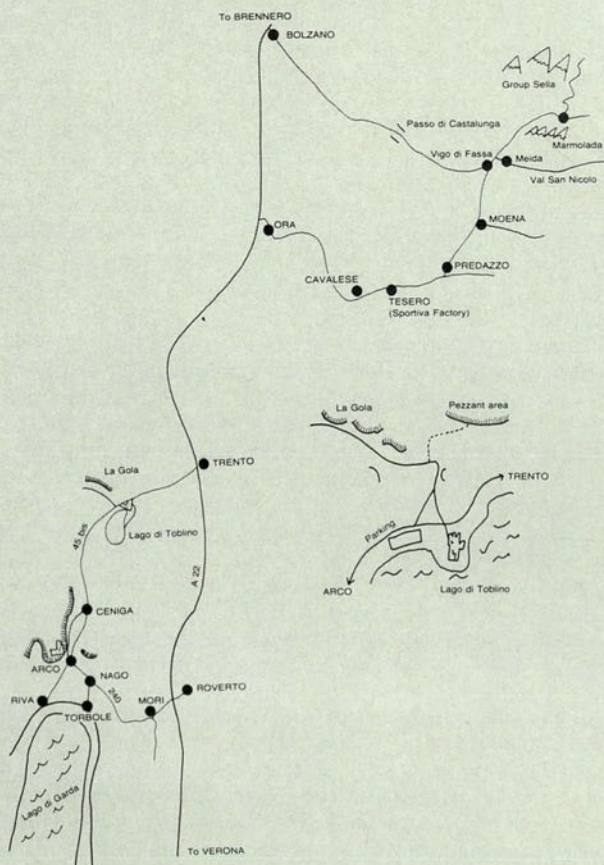 To BRENNERO
BOLZANO
Group Sella
Passo di Castalunga
Marmolada
Vigo di Fassa
Meida
Val San Nicolo
ORA
MOENA
CAVALESE
PREDAZZO
TESERO
(Sportiva Factory)
La Gola
Pezzant area
La Gola
TRENTO
TRENTO
Lago di Toblino
45 bis
Parking
A 22
ARCO
Lago di Toblino
CENIGA
ARCO
NAGO
240
MORI
ROVERTO
RIVA
TORBOLE
Lago di Garda
To VERONA